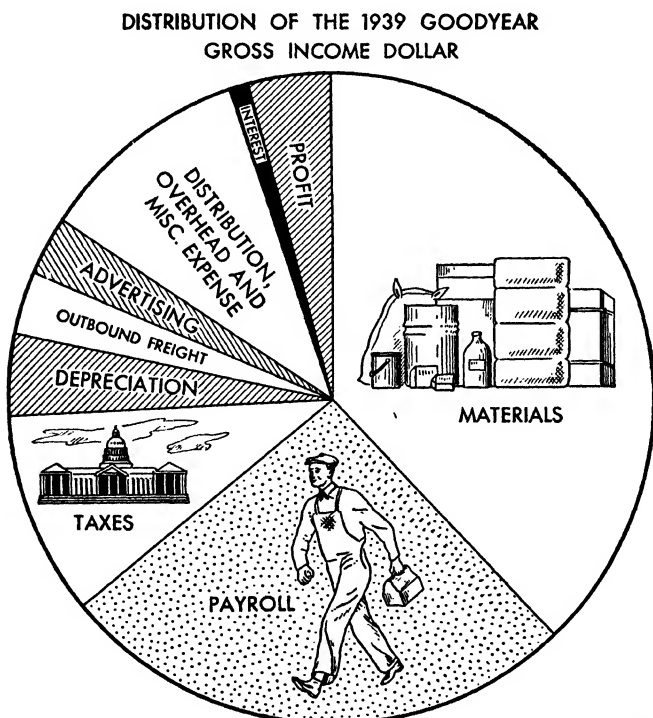 DISTRIBUTION OF THE 1939 GOODYEAR
GROSS INCOME DOLLAR
PROFIT
INTEREST
DISTRIBUTION,
OVERHEAD AND
MISC. EXPENSE
ADVERTISING
OUTBOUND FREIGHT
DEPRECIATION
TAXES
PAYROLL
MATERIALS